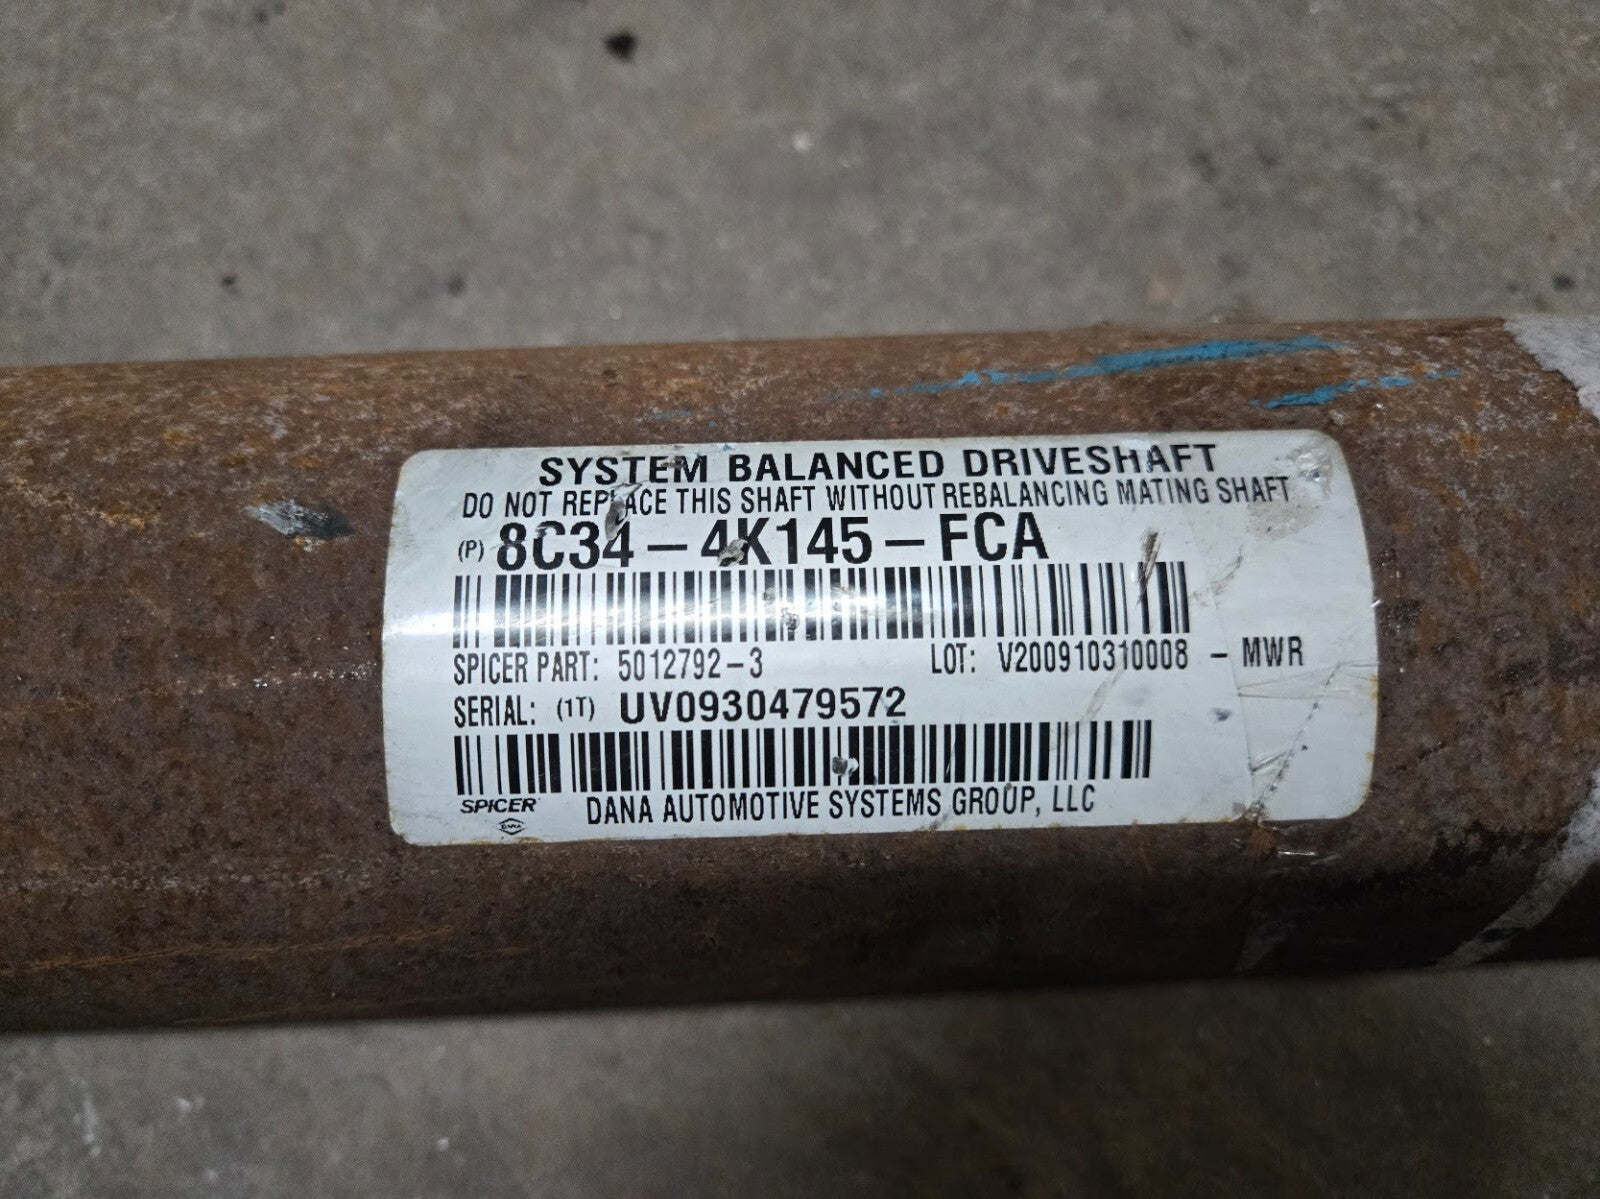 SYSTEM BALANCED DRIVESHAFT
DO NOT REPLACE THIS SHAFT WITHOUT REBALANCING MATING SHAFT
(P) 8C34-4K145-FCA
SPICER PART: 5012792-3 LOT: V200910310008 - MWR
SERIAL: (1T) UV0930479572
SPICER
DANA
DANA AUTOMOTIVE SYSTEMS GROUP, LLC